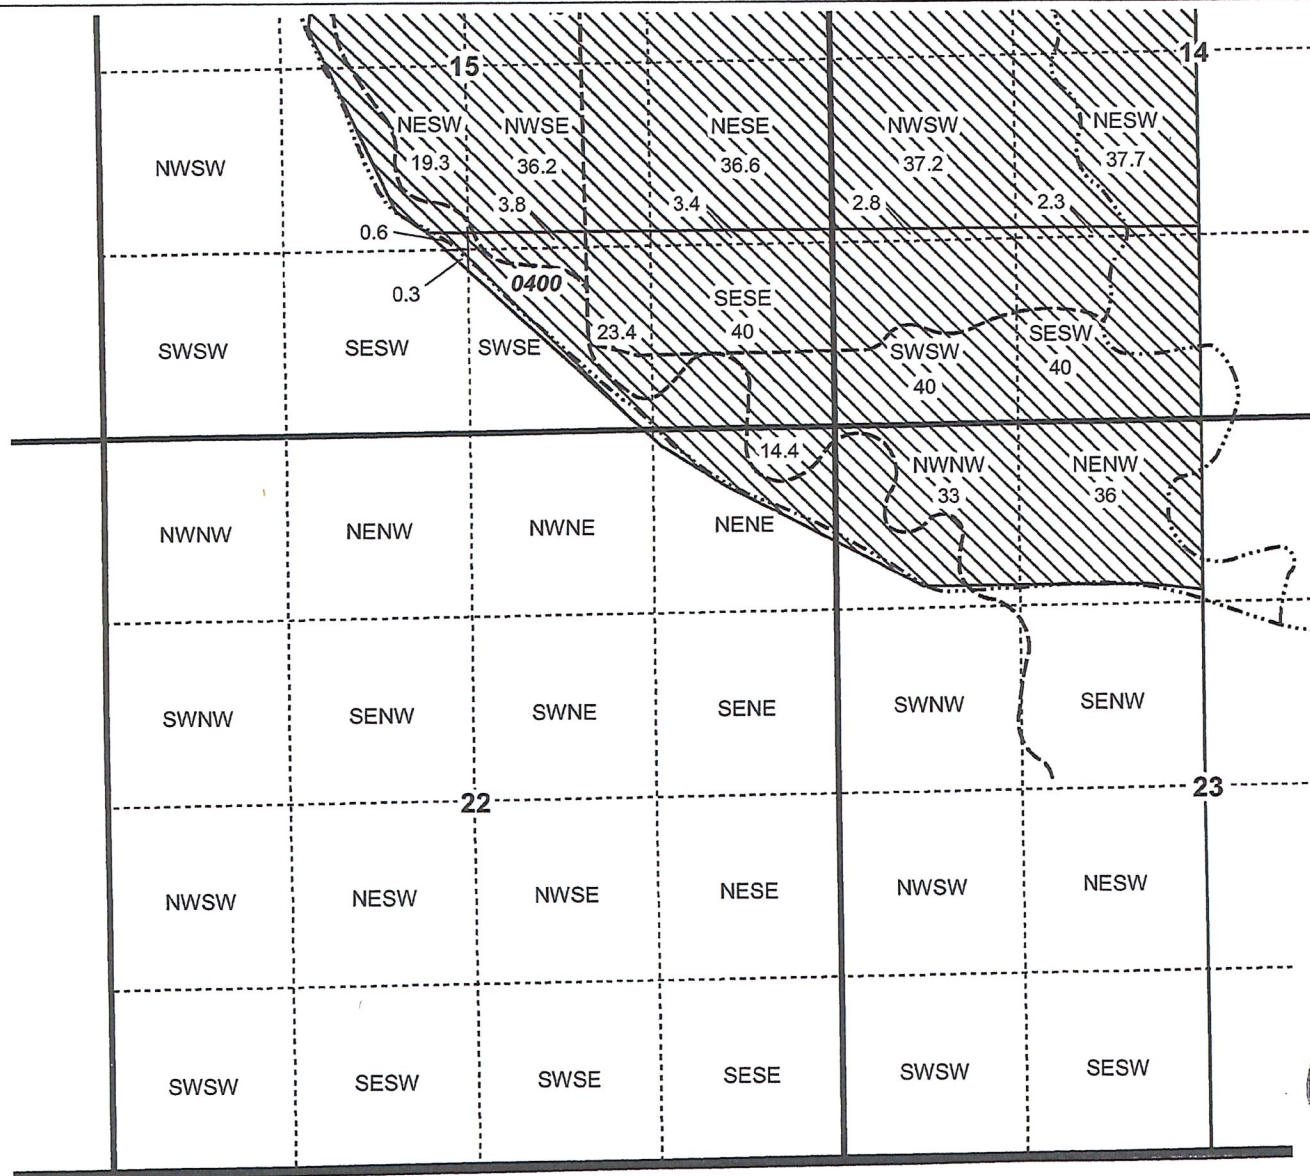 15
14
NESW
NWSE
NESE
NWSW
NESW
NWSW
19.3
36.2
36.6
37.2
37.7
3.8
3.4
2.8
2.3
0.6
0.3
0400
SESE
40
23.4
SWSW
SESW
SWSE
SWSW
40
SESW
40
14.4
NWNW
33
NENW
36
NWNW
NENW
NWNE
NENE
SWNW
SENW
SWNE
SENE
SWNW
SENW
22
23
NWSW
NESW
NWSE
NESE
NWSW
NESW
SWSW
SESW
SWSE
SESE
SWSW
SESW